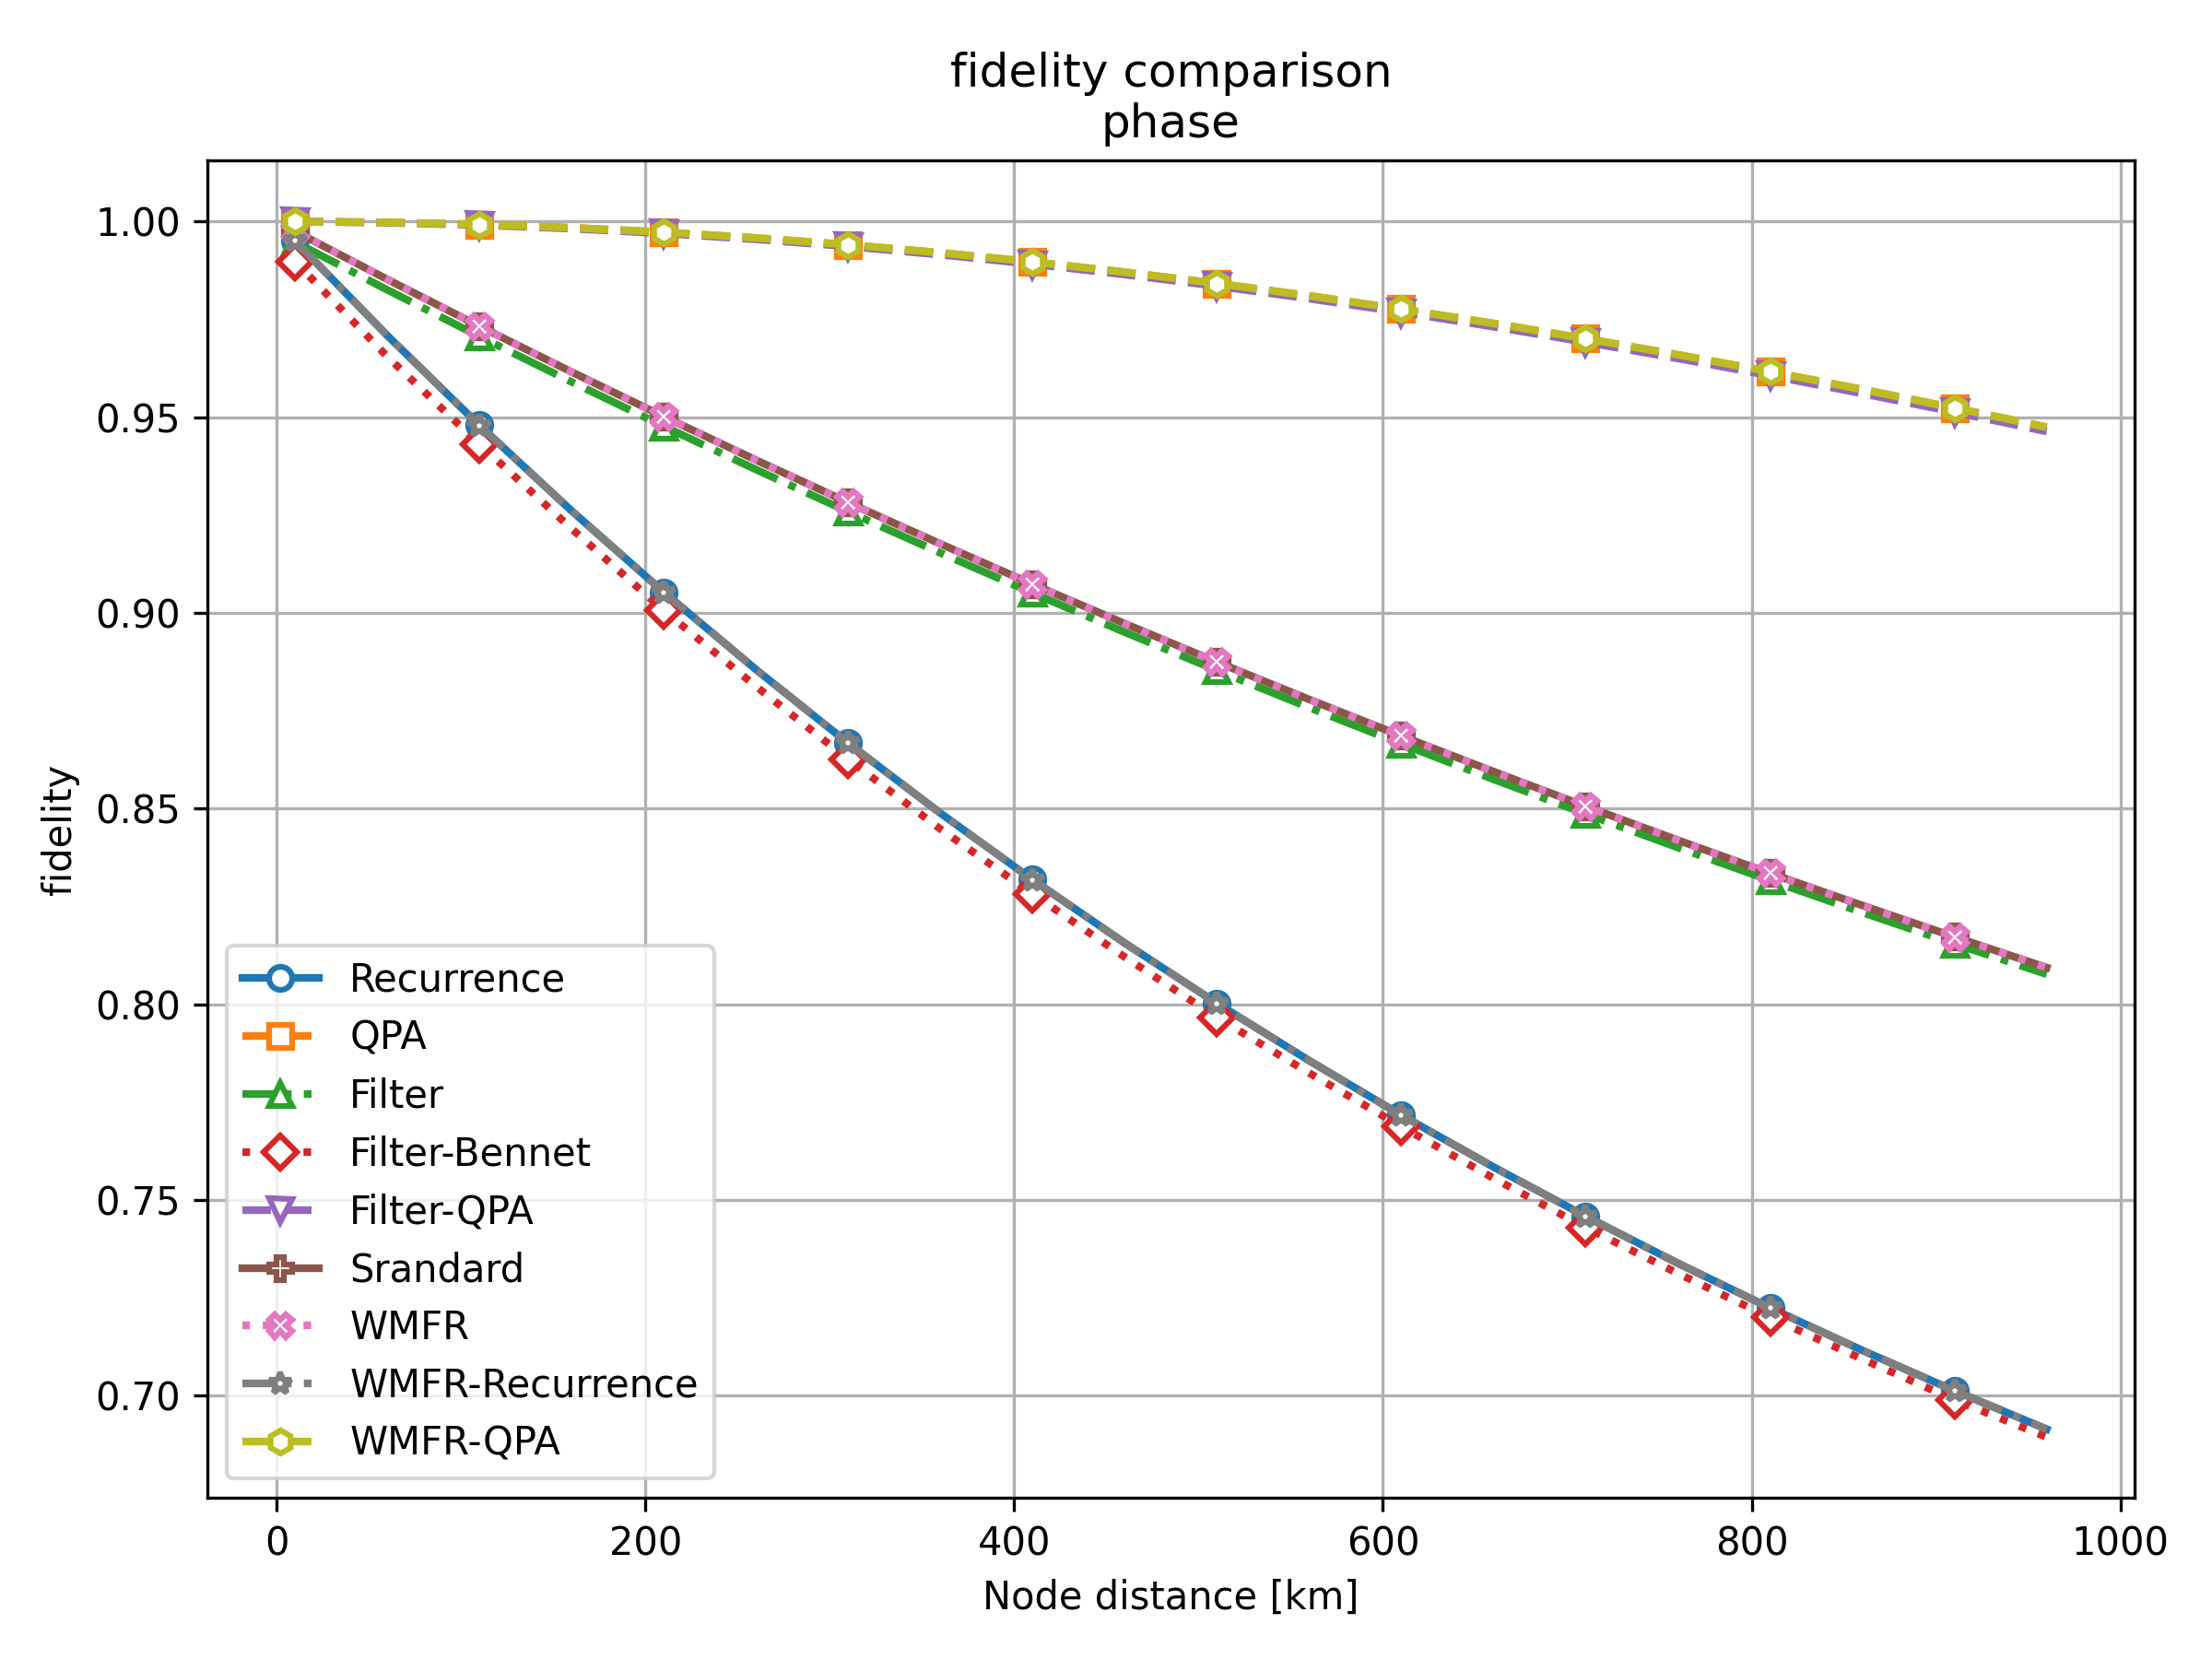 fidelity comparison
phase
1.00
0.95
0.90
0.85
0.80
0.75
0.70
fidelity
Recurrence
QPA
Filter
Filter-Bennet
Filter-QPA
Srandard
WMFR
WMFR-Recurrence
WMFR-QPA
0 200 400 600 800 1000
Node distance [km]